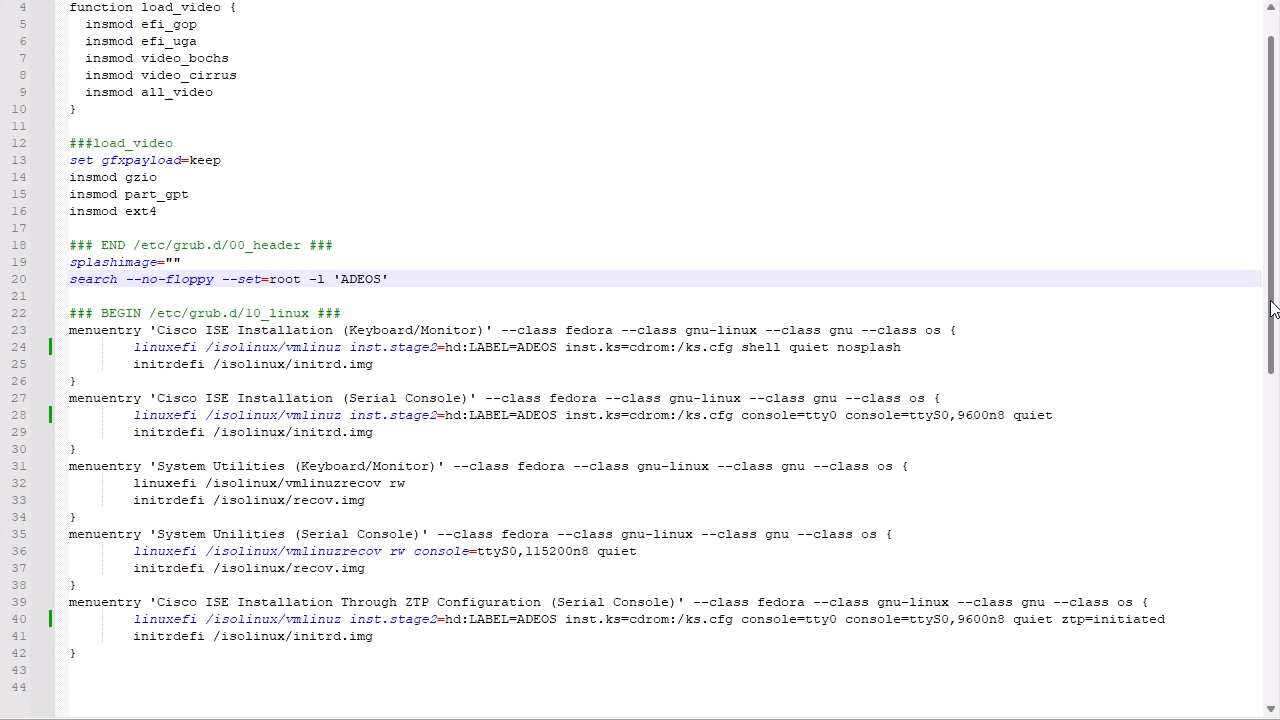 4 function load_video {
5   insmod efi_gop
6   insmod efi_uga
7   insmod video_bochs
8   insmod video_cirrus
9   insmod all_video
10 }
11
12 ###load_video
13 set gfxpayload=keep
14 insmod gzio
15 insmod part_gpt
16 insmod ext4
17
18 ### END /etc/grub.d/00_header ###
19 splashimage=""
20 search --no-floppy --set=root -l 'ADEOS'
21
22 ### BEGIN /etc/grub.d/10_linux ###
23 menuentry 'Cisco ISE Installation (Keyboard/Monitor)' --class fedora --class gnu-linux --class gnu --class os {
24         linuxefi /isolinux/vmlinuz inst.stage2=hd:LABEL=ADEOS inst.ks=cdrom:/ks.cfg shell quiet nosplash
25         initrdefi /isolinux/initrd.img
26 }
27 menuentry 'Cisco ISE Installation (Serial Console)' --class fedora --class gnu-linux --class gnu --class os {
28         linuxefi /isolinux/vmlinuz inst.stage2=hd:LABEL=ADEOS inst.ks=cdrom:/ks.cfg console=tty0 console=ttyS0,9600n8 quiet
29         initrdefi /isolinux/initrd.img
30 }
31 menuentry 'System Utilities (Keyboard/Monitor)' --class fedora --class gnu-linux --class gnu --class os {
32         linuxefi /isolinux/vmlinuzrecov rw
33         initrdefi /isolinux/recov.img
34 }
35 menuentry 'System Unilities (Serial Console)' --class fedora --class gnu-linux --class gnu --class os {
36         linuxefi /isolinux/vmlinuzrecov rw console=ttyS0,115200n8 quiet
37         initrdefi /isolinux/recov.img
38 }
39 menuentry 'Cisco ISE Installation Through ZTP Configuration (Serial Console)' --class fedora --class gnu-linux --class gnu --class os {
40         linuxefi /isolinux/vmlinuz inst.stage2=hd:LABEL=ADEOS inst.ks=cdrom:/ks.cfg console=tty0 console=ttyS0,9600n8 quiet ztp=initiated
41         initrdefi /isolinux/initrd.img
42 }
43
44